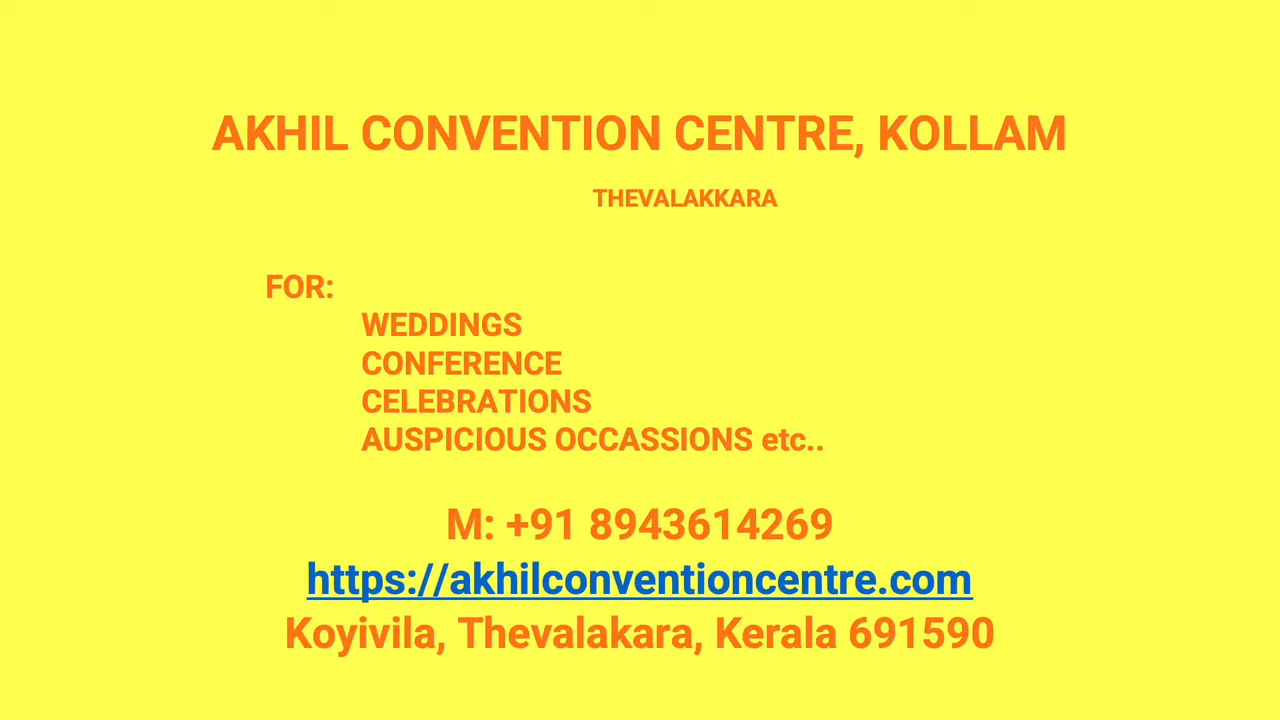 AKHIL CONVENTION CENTRE, KOLLAM
THEVALAKKARA
FOR:
WEDDINGS
CONFERENCE
CELEBRATIONS
AUSPICIOUS OCCASSIONS etc..
M: +91 8943614269
https://akhilconventioncentre.com
Koyivila, Thevalakara, Kerala 691590